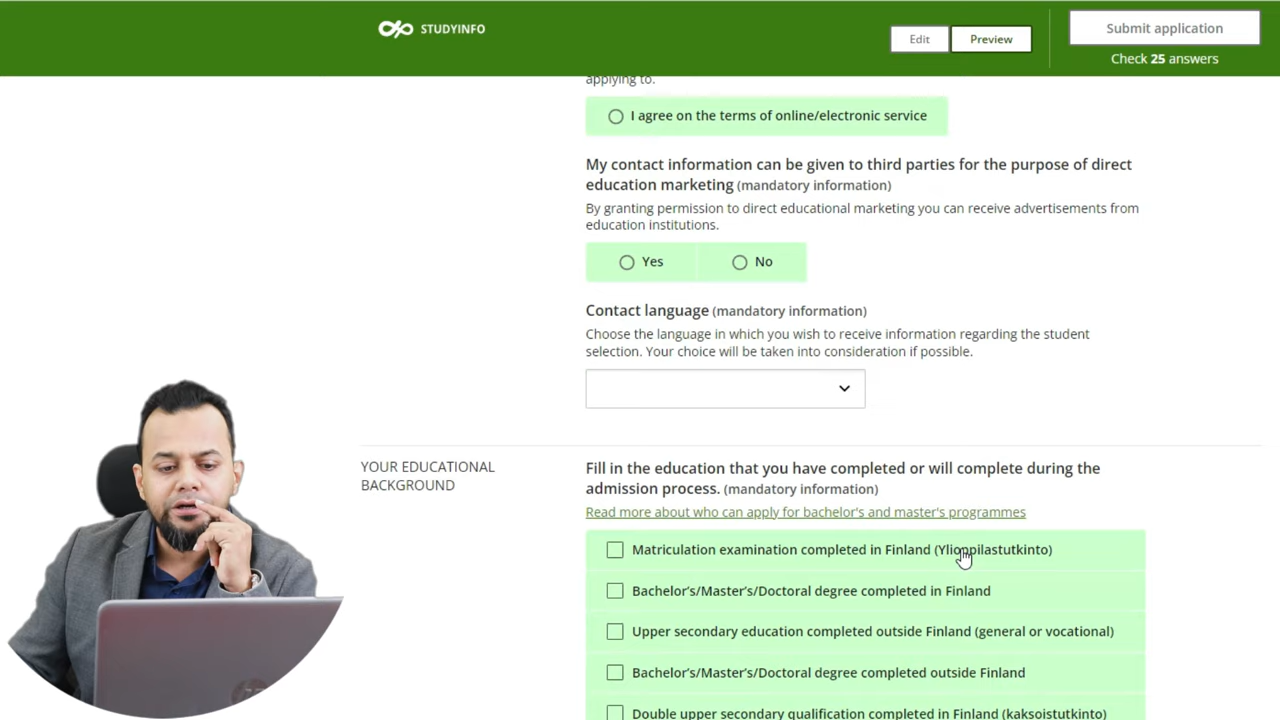 STUDYINFO
Edit
Preview
Submit application
Check 25 answers
applying to.
I agree on the terms of online/electronic service
My contact information can be given to third parties for the purpose of direct
education marketing (mandatory information)
By granting permission to direct educational marketing you can receive advertisements from
education institutions.
Yes
No
Contact language (mandatory information)
Choose the language in which you wish to receive information regarding the student
selection. Your choice will be taken into consideration if possible.
YOUR EDUCATIONAL
BACKGROUND
Fill in the education that you have completed or will complete during the
admission process. (mandatory information)
Read more about who can apply for bachelor's and master's programmes
Matriculation examination completed in Finland (Ylioppilastutkinto)
Bachelor's/Master's/Doctoral degree completed in Finland
Upper secondary education completed outside Finland (general or vocational)
Bachelor's/Master's/Doctoral degree completed outside Finland
Double upper secondary qualification completed in Finland (kaksoistutkinto)